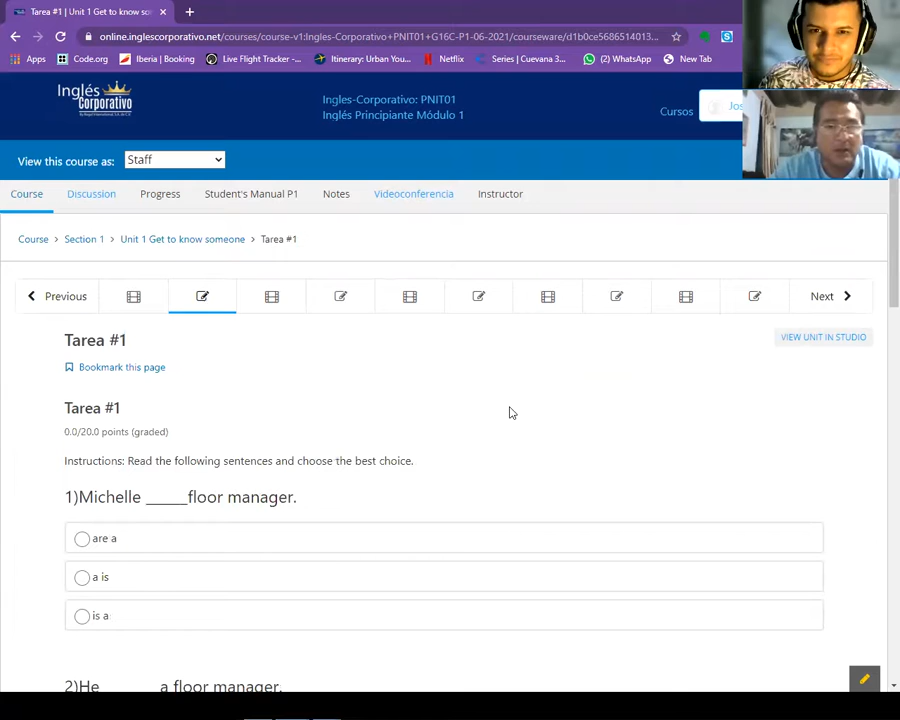 Tarea #1 | Unit 1 Get to know so
online.inglescorporativo.net/courses/course-v1:Ingles-Corporativo+PNIT01+G16C-P1-06-2021/courseware/d1b0ce5686514013...
Apps
Code.org
Iberia | Booking
Live Flight Tracker -...
Itinerary: Urban You...
Netflix
Series | Cuevana 3...
(2) WhatsApp
New Tab
Inglés
Corporativo
Ingles-Corporativo: PNIT01
Inglés Principiante Módulo 1
Cursos
Jos
View this course as:
Staff
Course
Discussion
Progress
Student's Manual P1
Notes
Videoconferencia
Instructor
Course > Section 1 > Unit 1 Get to know someone > Tarea #1
Previous
Next
Tarea #1
VIEW UNIT IN STUDIO
Bookmark this page
Tarea #1
0.0/20.0 points (graded)
Instructions: Read the following sentences and choose the best choice.
1)Michelle _____floor manager.
are a
a is
is a
2)He ______ a floor manager.